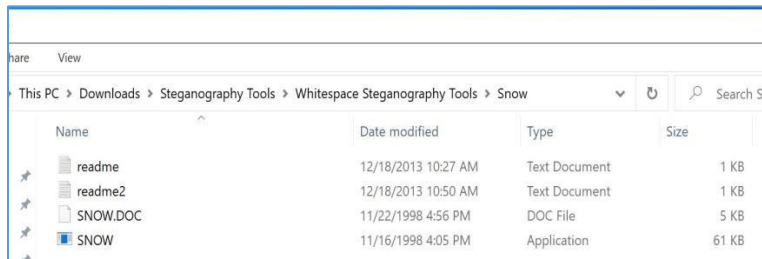 hare View
This PC > Downloads > Steganography Tools > Whitespace Steganography Tools > Snow Search S
Name Date modified Type Size
readme 12/18/2013 10:27 AM Text Document 1 KB
readme2 12/18/2013 10:50 AM Text Document 1 KB
SNOW.DOC 11/22/1998 4:56 PM DOC File 5 KB
SNOW 11/16/1998 4:05 PM Application 61 KB